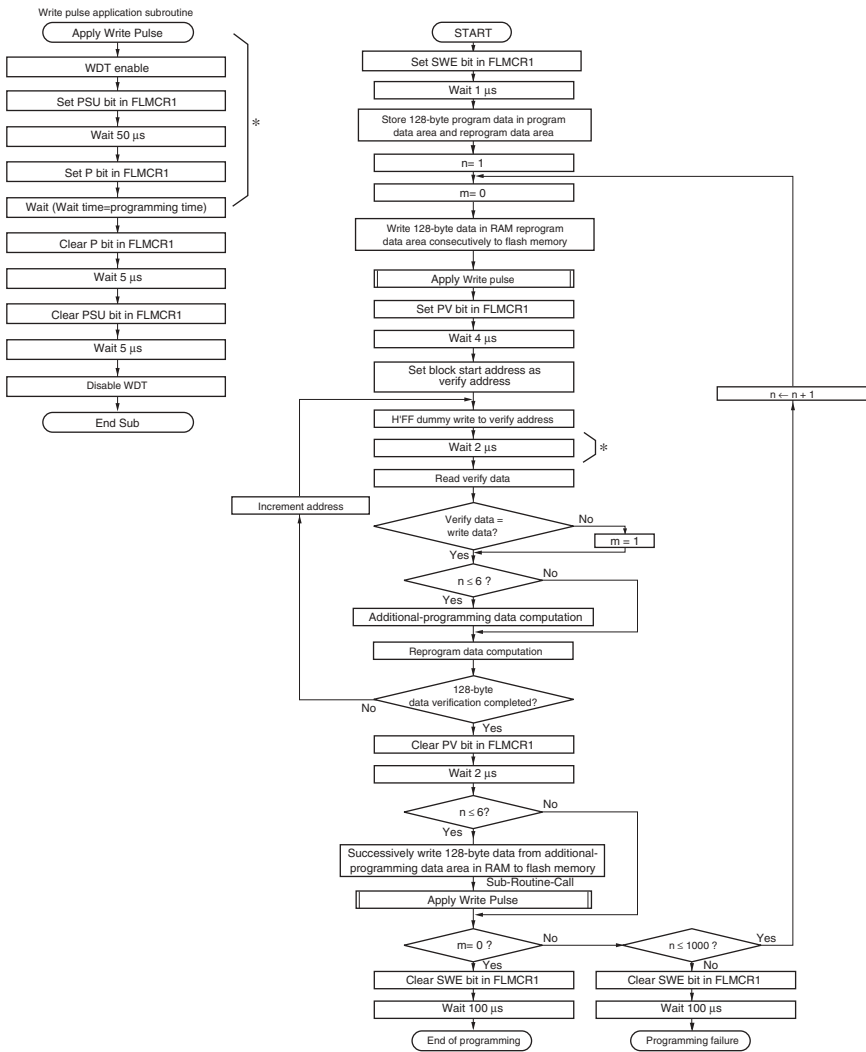 Write pulse application subroutine
Apply Write Pulse
WDT enable
Set PSU bit in FLMCR1
Wait 50 μs
Set P bit in FLMCR1
Wait (Wait time=programming time)
Clear P bit in FLMCR1
Wait 5 μs
Clear PSU bit in FLMCR1
Wait 5 μs
Disable WDT
End Sub
*
START
Set SWE bit in FLMCR1
Wait 1 μs
Store 128-byte program data in program
data area and reprogram data area
n= 1
m= 0
Write 128-byte data in RAM reprogram
data area consecutively to flash memory
Apply Write pulse
Set PV bit in FLMCR1
Wait 4 μs
Set block start address as
verify address
n ← n + 1
H'FF dummy write to verify address
Wait 2 μs
*
Read verify data
Increment address
Verify data =
write data?
No
m = 1
Yes
n ≤ 6 ?
No
Yes
Additional-programming data computation
Reprogram data computation
128-byte
data verification completed?
No
Yes
Clear PV bit in FLMCR1
Wait 2 μs
n ≤ 6?
No
Yes
Successively write 128-byte data from additional-
programming data area in RAM to flash memory
Sub-Routine-Call
Apply Write Pulse
m= 0 ?
No
n ≤ 1000 ?
Yes
Yes
No
Clear SWE bit in FLMCR1
Clear SWE bit in FLMCR1
Wait 100 μs
Wait 100 μs
End of programming
Programming failure